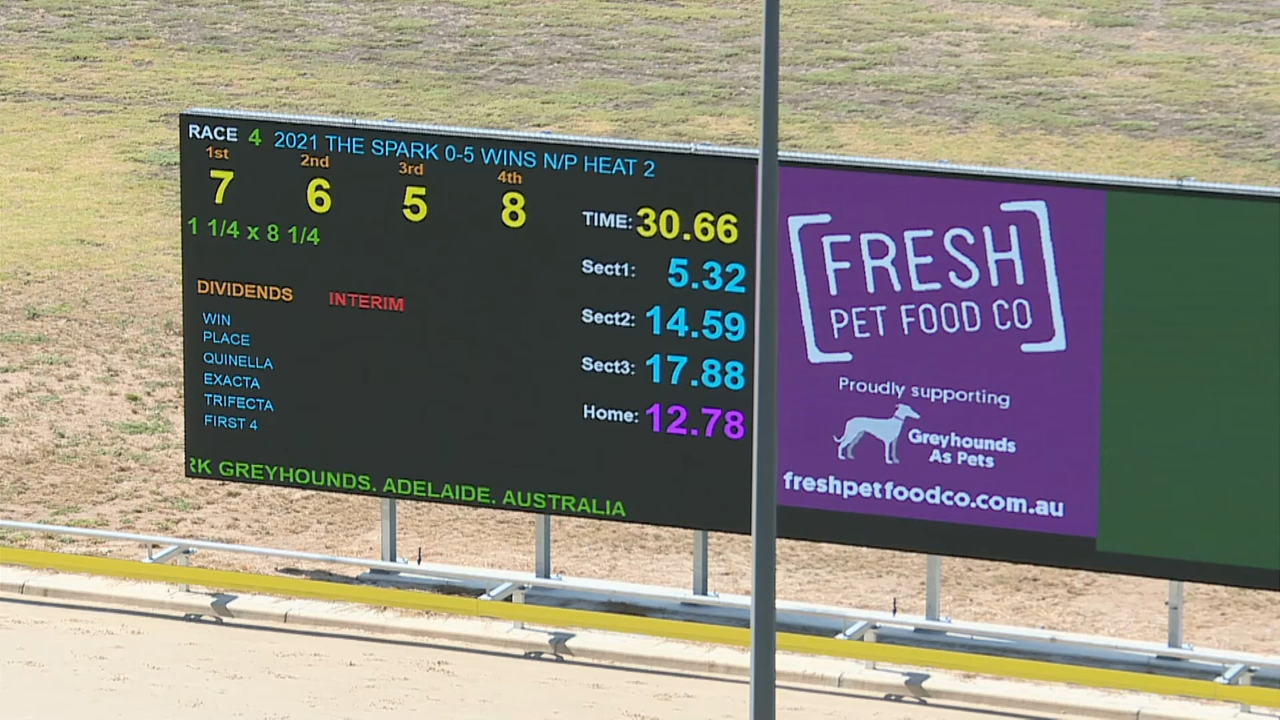 RACE 4 2021 THE SPARK 0-5 WINS N/P HEAT 2
1st 2nd 3rd 4th
7 6 5 8
1 1/4 x 8 1/4
TIME: 30.66
Sect1: 5.32
Sect2: 14.59
Sect3: 17.88
Home: 12.78
DIVIDENDS INTERIM
WIN
PLACE
QUINELLA
EXACTA
TRIFECTA
FIRST 4
RK GREYHOUNDS. ADELAIDE. AUSTRALIA
FRESH
PET FOOD CO
Proudly supporting
Greyhounds
As Pets
freshpetfoodco.com.au